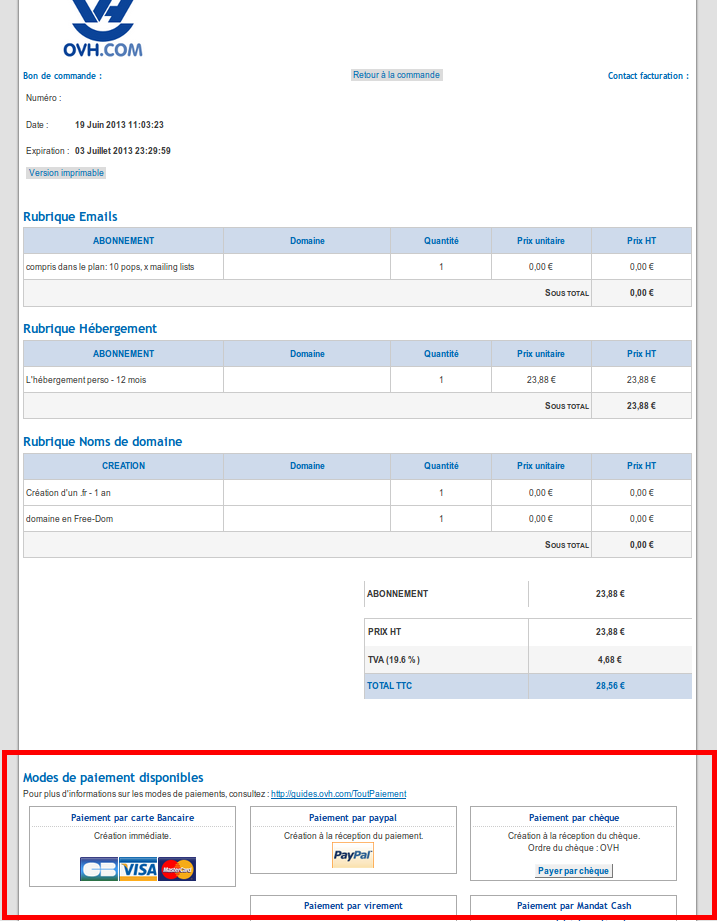 OVH.COM
Bon de commande : Retour à la commande Contact facturation :
Numéro :
Date : 19 Juin 2013 11:03:23
Expiration : 03 Juillet 2013 23:29:59
Version imprimable
Rubrique Emails
ABONNEMENT Domaine Quantité Prix unitaire Prix HT
compris dans le plan: 10 pops, x mailing lists 1 0,00 € 0,00 €
SOUS TOTAL 0,00 €
Rubrique Hébergement
ABONNEMENT Domaine Quantité Prix unitaire Prix HT
L'hébergement perso - 12 mois 1 23,88 € 23,88 €
SOUS TOTAL 23,88 €
Rubrique Noms de domaine
CREATION Domaine Quantité Prix unitaire Prix HT
Création d'un .fr - 1 an 1 0,00 € 0,00 €
domaine en Free-Dom 1 0,00 € 0,00 €
SOUS TOTAL 0,00 €
ABONNEMENT 23,88 €
PRIX HT 23,88 €
TVA (19.6 %) 4,68 €
TOTAL TTC 28,56 €
Modes de paiement disponibles
Pour plus d'informations sur les modes de paiements, consultez : http://guides.ovh.com/ToutPaiement
Paiement par carte Bancaire
Création immédiate.
CB VISA MasterCard
Paiement par paypal
Création à la réception du paiement.
PayPal
Paiement par chèque
Création à la réception du chèque.
Ordre du chèque : OVH
Payer par chèque
Paiement par virement
Paiement par Mandat Cash